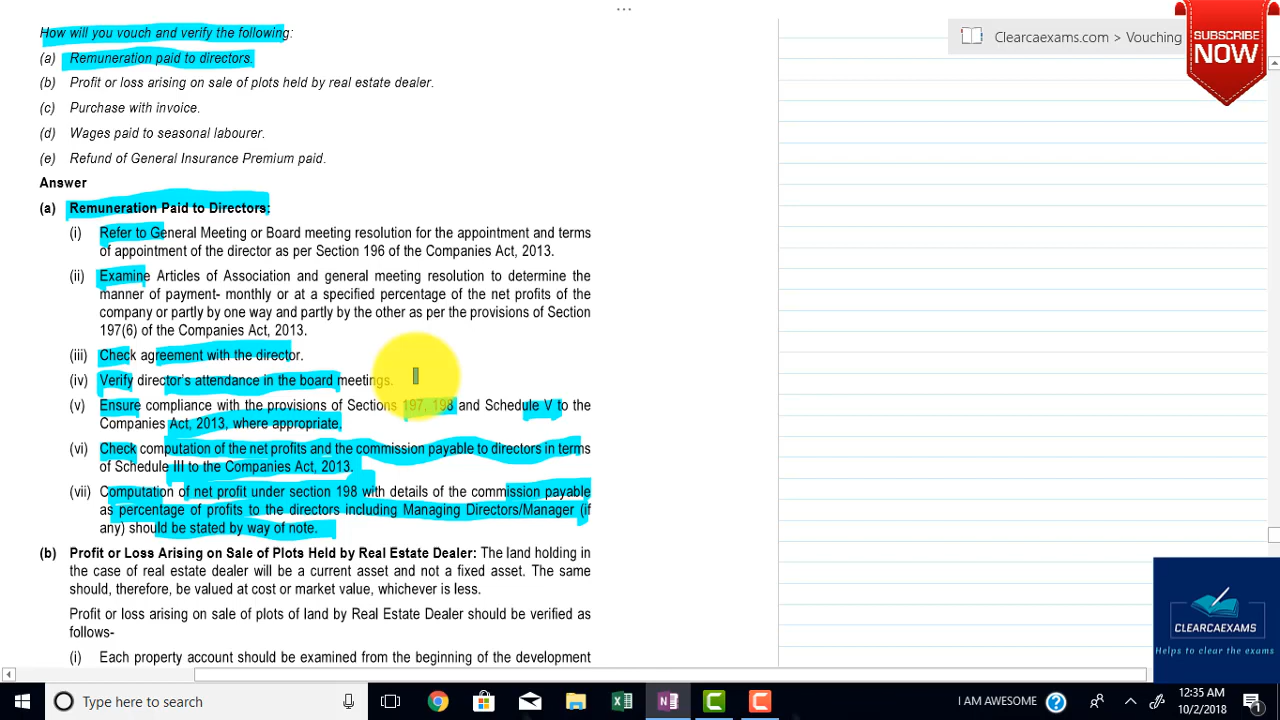 How will you vouch and verify the following:
(a) Remuneration paid to directors.
(b) Profit or loss arising on sale of plots held by real estate dealer.
(c) Purchase with invoice.
(d) Wages paid to seasonal labourer.
(e) Refund of General Insurance Premium paid.
Answer
(a) Remuneration Paid to Directors:
(i) Refer to General Meeting or Board meeting resolution for the appointment and terms
of appointment of the director as per Section 196 of the Companies Act, 2013.
(ii) Examine Articles of Association and general meeting resolution to determine the
manner of payment- monthly or at a specified percentage of the net profits of the
company or partly by one way and partly by the other as per the provisions of Section
197(6) of the Companies Act, 2013.
(iii) Check agreement with the director.
(iv) Verify director's attendance in the board meetings.
(v) Ensure compliance with the provisions of Sections 197, 198 and Schedule V to the
Companies Act, 2013, where appropriate.
(vi) Check computation of the net profits and the commission payable to directors in terms
of Schedule III to the Companies Act, 2013.
(vii) Computation of net profit under section 198 with details of the commission payable
as percentage of profits to the directors including Managing Directors/Manager (if
any) should be stated by way of note.
(b) Profit or Loss Arising on Sale of Plots Held by Real Estate Dealer: The land holding in
the case of real estate dealer will be a current asset and not a fixed asset. The same
should, therefore, be valued at cost or market value, whichever is less.
Profit or loss arising on sale of plots of land by Real Estate Dealer should be verified as
follows-
(i) Each property account should be examined from the beginning of the development
Clearcaexams.com > Vouching
SUBSCRIBE
NOW
CLEARCAEXAMS
Helps to clear the exams
Type here to search
I AM AWESOME
12:35 AM
10/2/2018
1